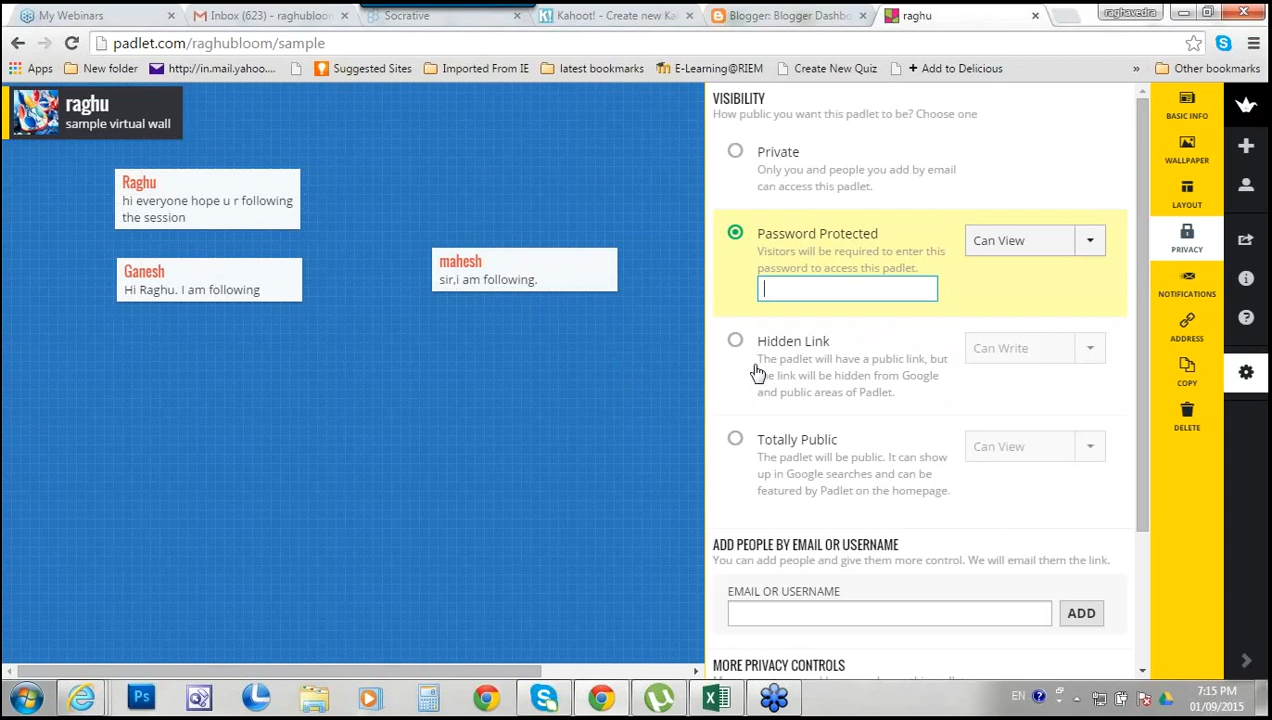 My Webinars
Inbox (623) - raghubloom
Socrative
Kahoot! - Create new Ka
Blogger: Blogger Dashbo
raghu
raghavedra
padlet.com/raghubloom/sample
Apps
New folder
http://in.mail.yahoo....
Suggested Sites
Imported From IE
latest bookmarks
E-Learning@RIEM
Create New Quiz
+ Add to Delicious
»
Other bookmarks
raghu
sample virtual wall
Raghu
hi everyone hope u r following
the session
Ganesh
Hi Raghu. I am following
mahesh
sir,i am following.
VISIBILITY
How public you want this padlet to be? Choose one
Private
Only you and people you add by email
can access this padlet.
Password Protected
Can View
Visitors will be required to enter this
password to access this padlet.
Hidden Link
Can Write
The padlet will have a public link, but
link will be hidden from Google
and public areas of Padlet.
Totally Public
Can View
The padlet will be public. It can show
up in Google searches and can be
featured by Padlet on the homepage.
ADD PEOPLE BY EMAIL OR USERNAME
You can add people and give them more control. We will email them the link.
EMAIL OR USERNAME
ADD
MORE PRIVACY CONTROLS
BASIC INFO
WALLPAPER
LAYOUT
PRIVACY
NOTIFICATIONS
ADDRESS
COPY
DELETE
Ps
EN
7:15 PM
01/09/2015